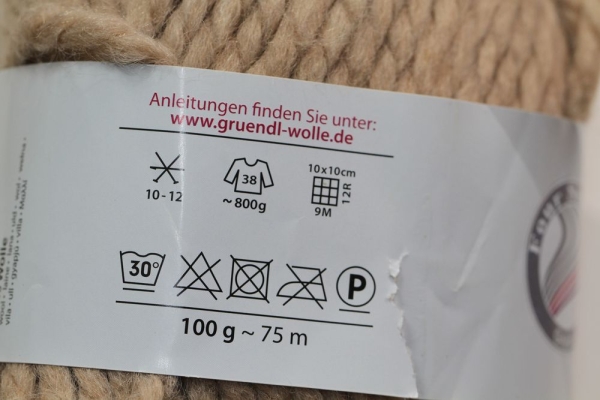 Anleitungen finden Sie unter:
www.gruendl-wolle.de
10-12
38
~ 800g
10x10cm
12R
9M
30°
P
100 g ~ 75 m